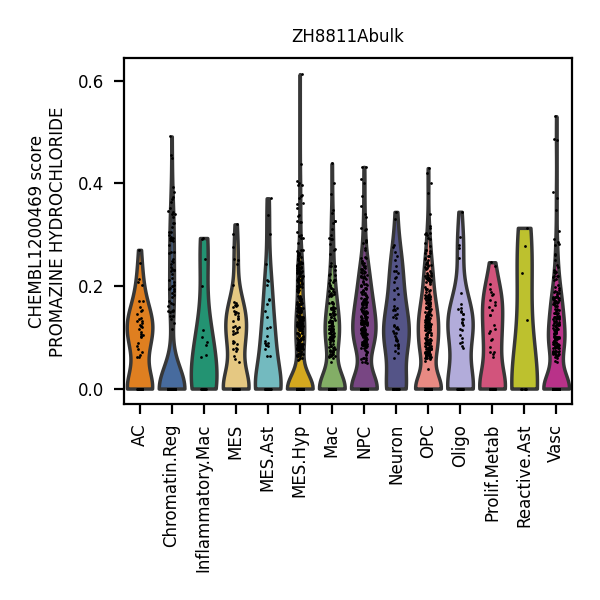 ZH8811Abulk
CHEMBL1200469 score
PROMAZINE HYDROCHLORIDE
0.6
0.4
0.2
0.0
AC
Chromatin.Reg
Inflammatory.Mac
MES
MES.Ast
MES.Hyp
Mac
NPC
Neuron
OPC
Oligo
Prolif.Metab
Reactive.Ast
Vasc